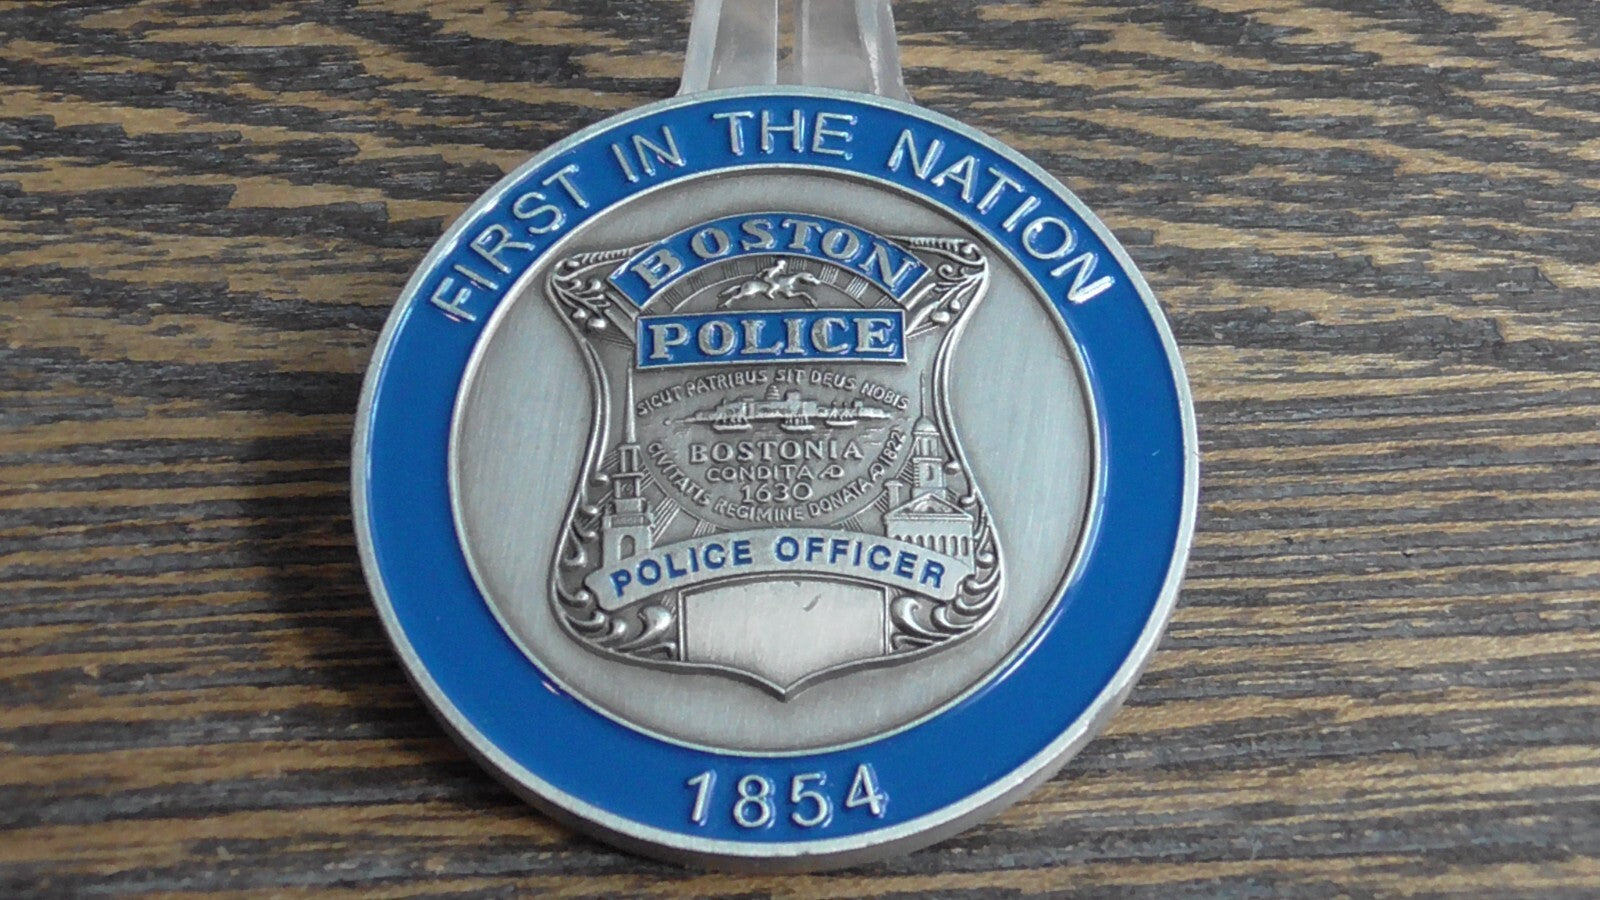 FIRST IN THE NATION
BOSTON
POLICE
SICUT PATRIBUS SIT DEUS NOBIS
BOSTONIA
CONDITA AD
1630
CIVITATIS REGIMINE DONATA AD 1822
POLICE OFFICER
1854